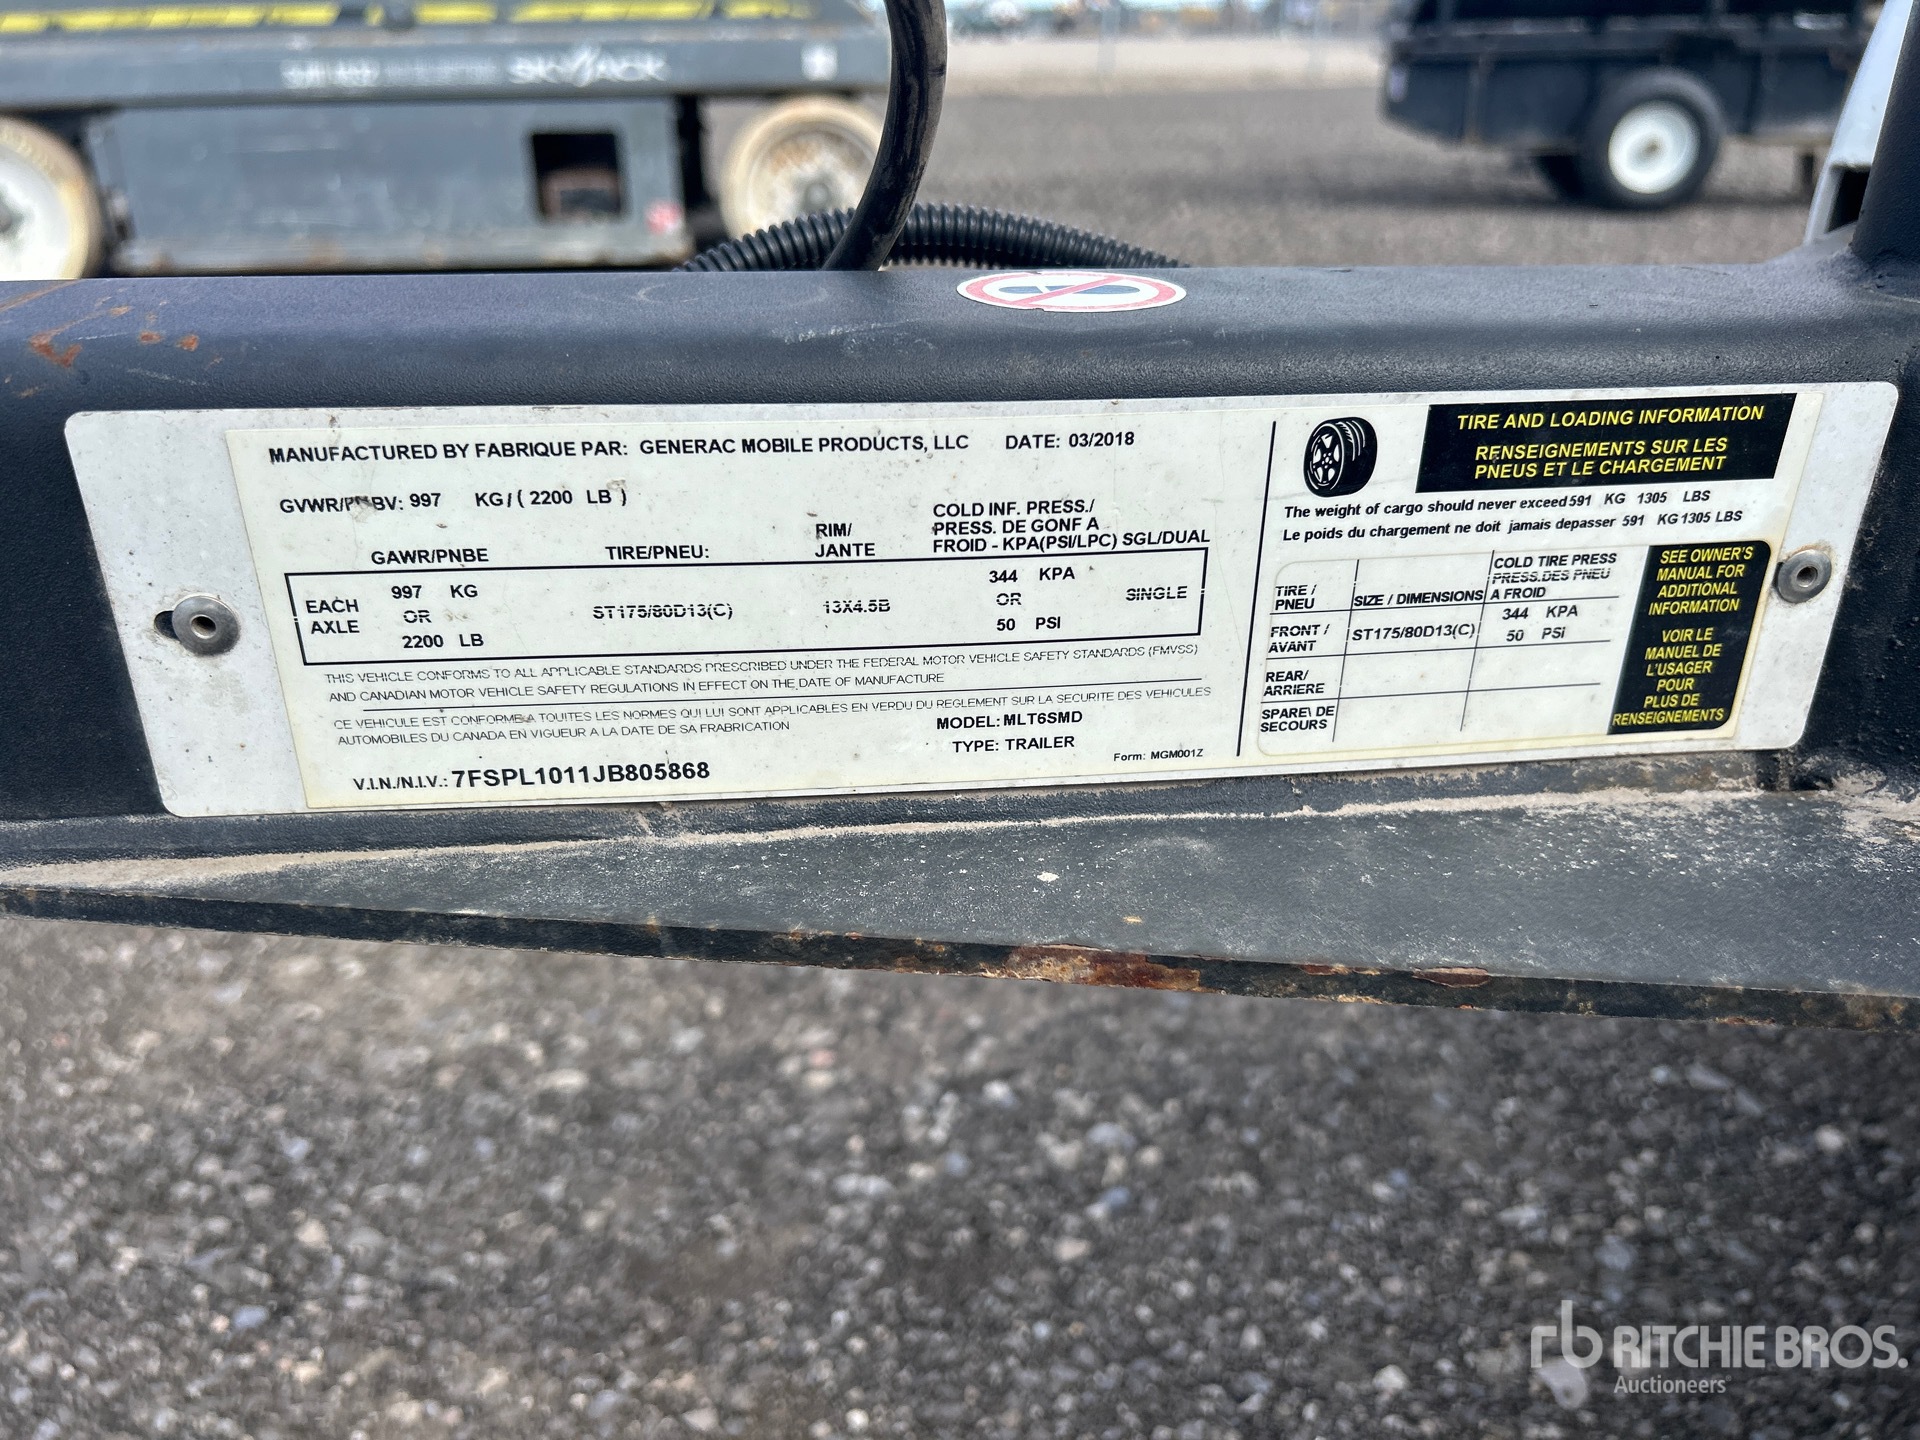 SKYJACK
MANUFACTURED BY FABRIQUE PAR: GENERAC MOBILE PRODUCTS, LLC DATE: 03/2018
GVWR/PNBV: 997 KG/( 2200 LB )
GAWR/PNBE TIRE/PNEU: RIM/ JANTE COLD INF. PRESS./ PRESS. DE GONF A FROID - KPA(PSI/LPC) SGL/DUAL
EACH AXLE 997 KG OR 2200 LB ST175/80D13(C) 13X4.5B 344 KPA OR 50 PSI SINGLE
THIS VEHICLE CONFORMS TO ALL APPLICABLE STANDARDS PRESCRIBED UNDER THE FEDERAL MOTOR VEHICLE SAFETY STANDARDS (FMVSS)
AND CANADIAN MOTOR VEHICLE SAFETY REGULATIONS IN EFFECT ON THE DATE OF MANUFACTURE
CE VEHICULE EST CONFORME A TOUITES LES NORMES QUI LUI SONT APPLICABLES EN VERDU DU REGLEMENT SUR LA SECURITE DES VEHICULES
AUTOMOBILES DU CANADA EN VIGUEUR A LA DATE DE SA FRABRICATION
MODEL: MLT6SMD
TYPE: TRAILER
V.I.N./N.I.V.: 7FSPL1011JB805868
Form: MGM001Z
TIRE AND LOADING INFORMATION
RENSEIGNEMENTS SUR LES
PNEUS ET LE CHARGEMENT
The weight of cargo should never exceed 591 KG 1305 LBS
Le poids du chargement ne doit jamais depasser 591 KG 1305 LBS
TIRE / PNEU SIZE / DIMENSIONS COLD TIRE PRESS PRESS.DES PNEU A FROID
FRONT / AVANT ST175/80D13(C) 344 KPA 50 PSI
REAR/ ARRIERE
SPARE\ DE SECOURS
SEE OWNER'S
MANUAL FOR
ADDITIONAL
INFORMATION
VOIR LE
MANUEL DE
L'USAGER
POUR
PLUS DE
RENSEIGNEMENTS
rb RITCHIE BROS.
Auctioneers